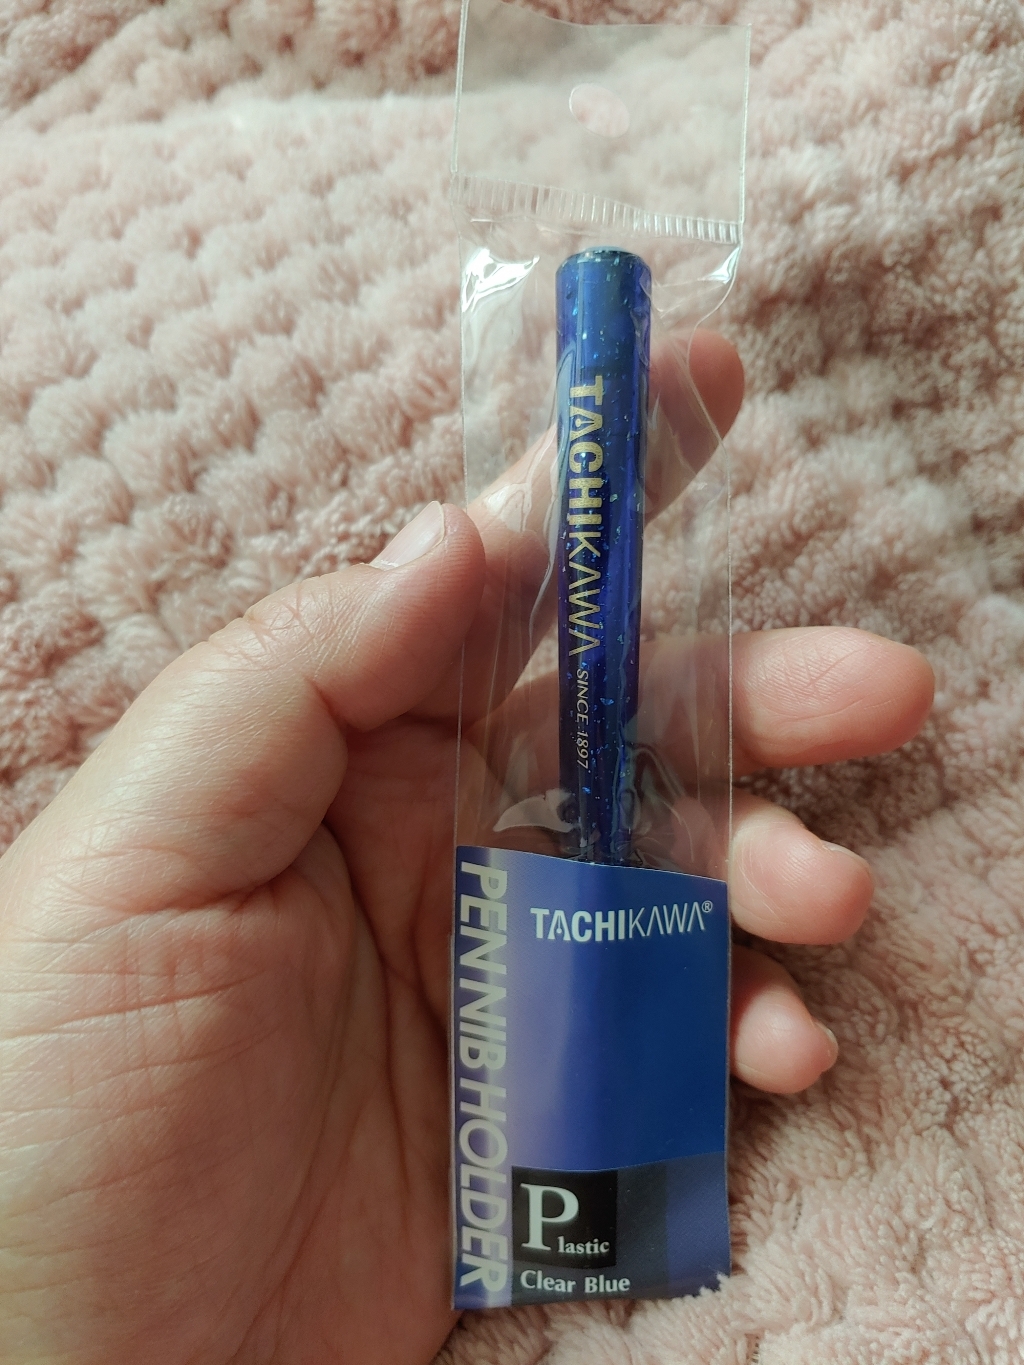 TACHIKAWA
SINCE 1897
PEN NIB HOLDER
TACHIKAWA®
Plastic
Clear Blue